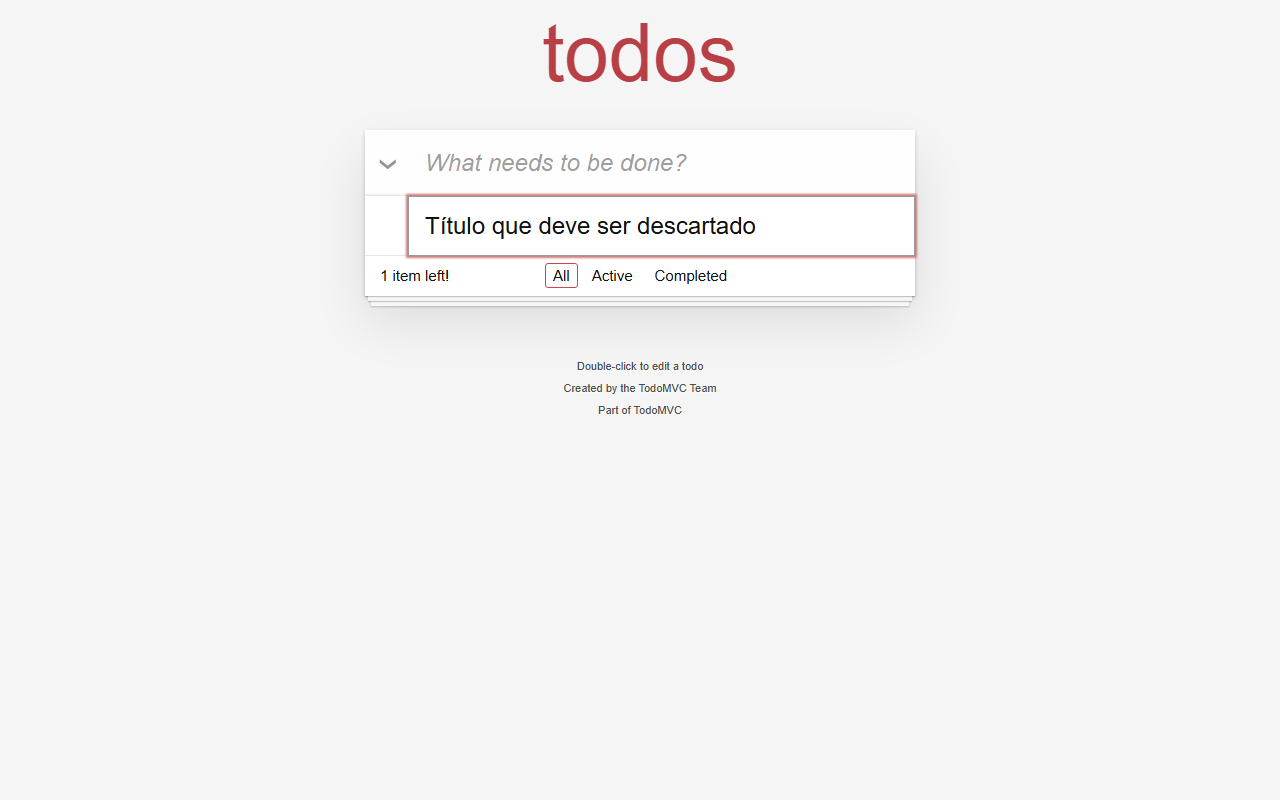 todos
What needs to be done?
Título que deve ser descartado
1 item left!
All
Active
Completed
Double-click to edit a todo
Created by the TodoMVC Team
Part of TodoMVC